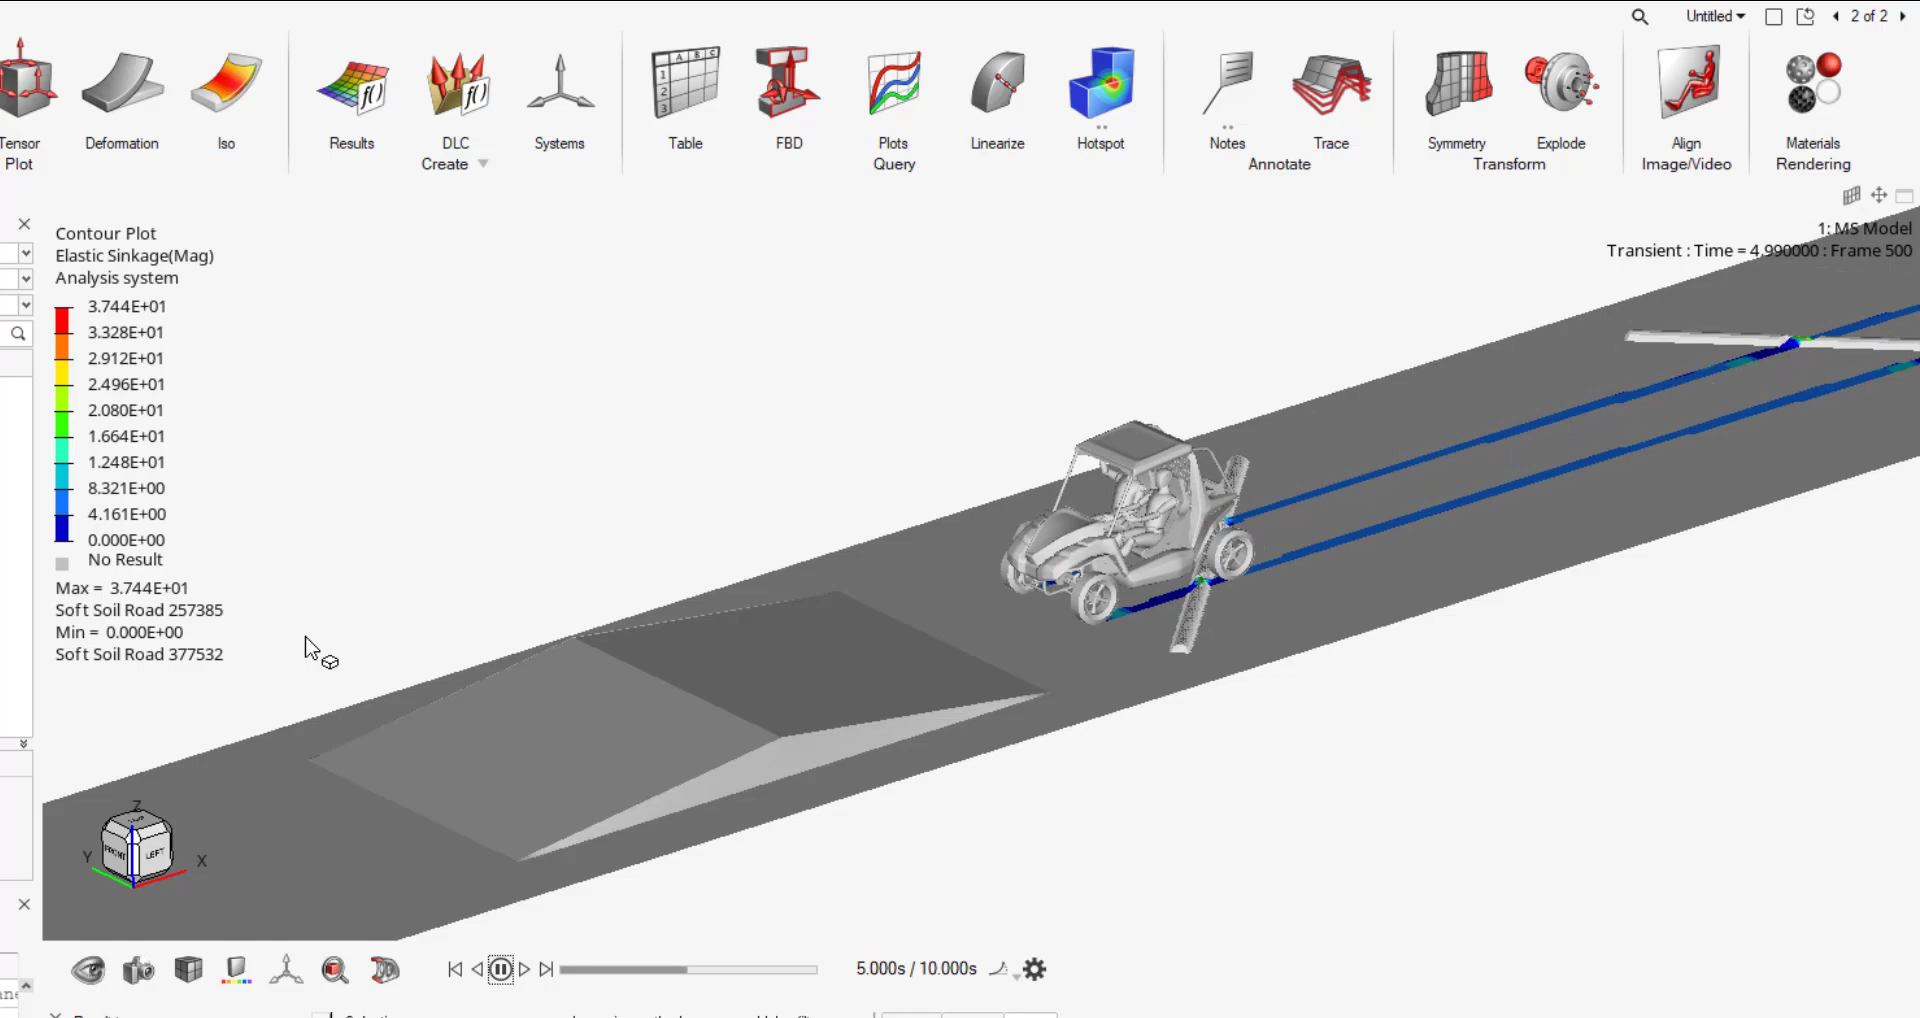 Untitled
2 of 2
Tensor
Deformation
Iso
Results
DLC
Systems
Table
FBD
Plots
Linearize
Hotspot
Notes
Trace
Symmetry
Explode
Align
Materials
Plot
Create
Query
Annotate
Transform
Image/Video
Rendering
A B C
1
2
3
f()
f()
Contour Plot
Elastic Sinkage(Mag)
Analysis system
3.744E+01
3.328E+01
2.912E+01
2.496E+01
2.080E+01
1.664E+01
1.248E+01
8.321E+00
4.161E+00
0.000E+00
No Result
Max = 3.744E+01
Soft Soil Road 257385
Min = 0.000E+00
Soft Soil Road 377532
1: MS Model
Transient : Time = 4.990000 : Frame 500
Z
FRONT
LEFT
Y
X
5.000s / 10.000s